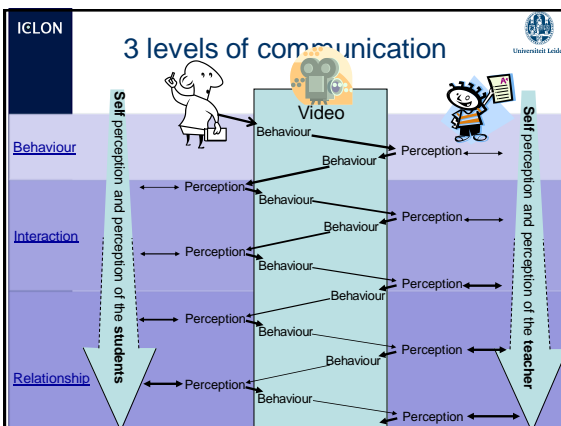 ICLON
3 levels of communication
Universiteit Leiden
A+
Video
Self perception and perception of the students
Self perception and perception of the teacher
Behaviour
Behaviour
Perception
Behaviour
Perception
Behaviour
Perception
Interaction
Behaviour
Perception
Behaviour
Perception
Behaviour
Perception
Behaviour
Perception
Behaviour
Relationship
Perception
Behaviour
Perception